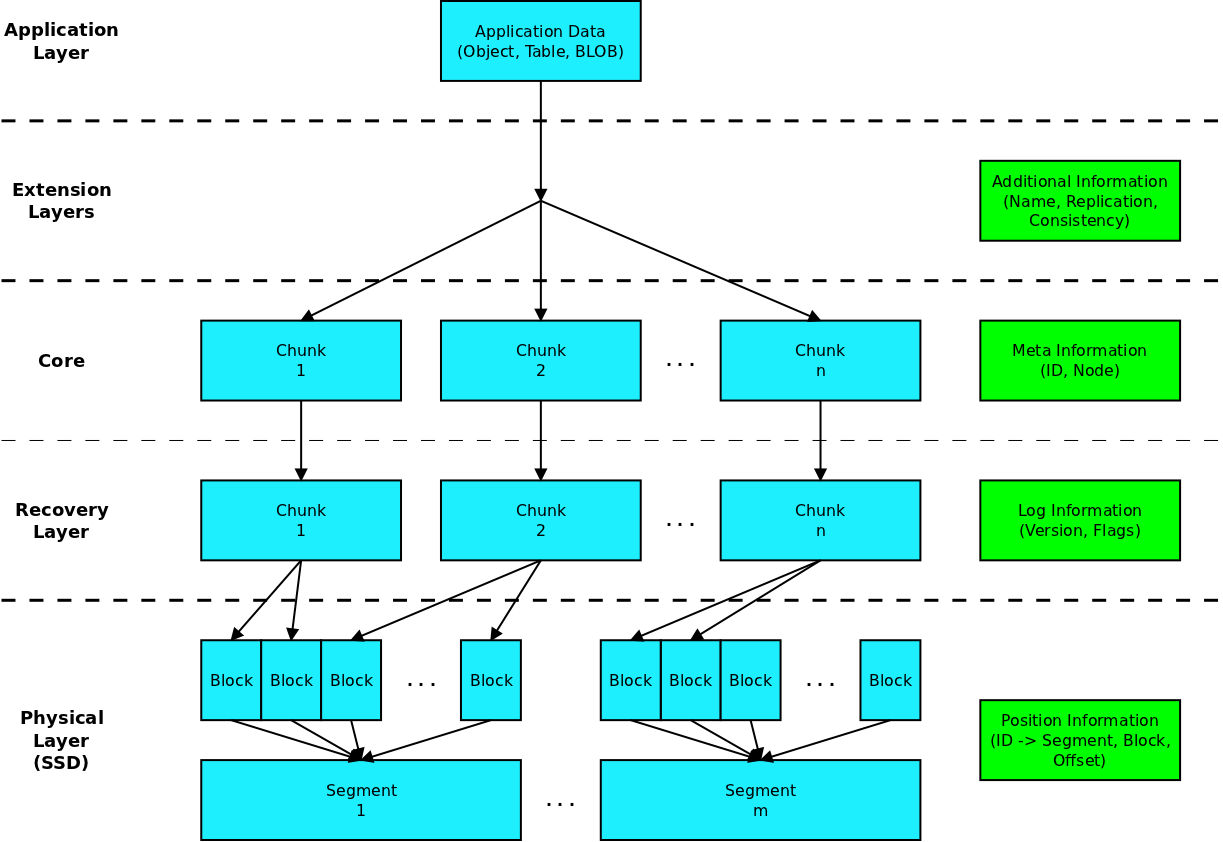 Application
Layer
Application Data
(Object, Table, BLOB)
Extension
Layers
Additional Information
(Name, Replication,
Consistency)
Core
Chunk
1
Chunk
2
. . .
Chunk
n
Meta Information
(ID, Node)
Recovery
Layer
Chunk
1
Chunk
2
. . .
Chunk
n
Log Information
(Version, Flags)
Physical
Layer
(SSD)
Block
Block
Block
. . .
Block
Block
Block
Block
. . .
Block
Segment
1
. . .
Segment
m
Position Information
(ID -> Segment, Block,
Offset)